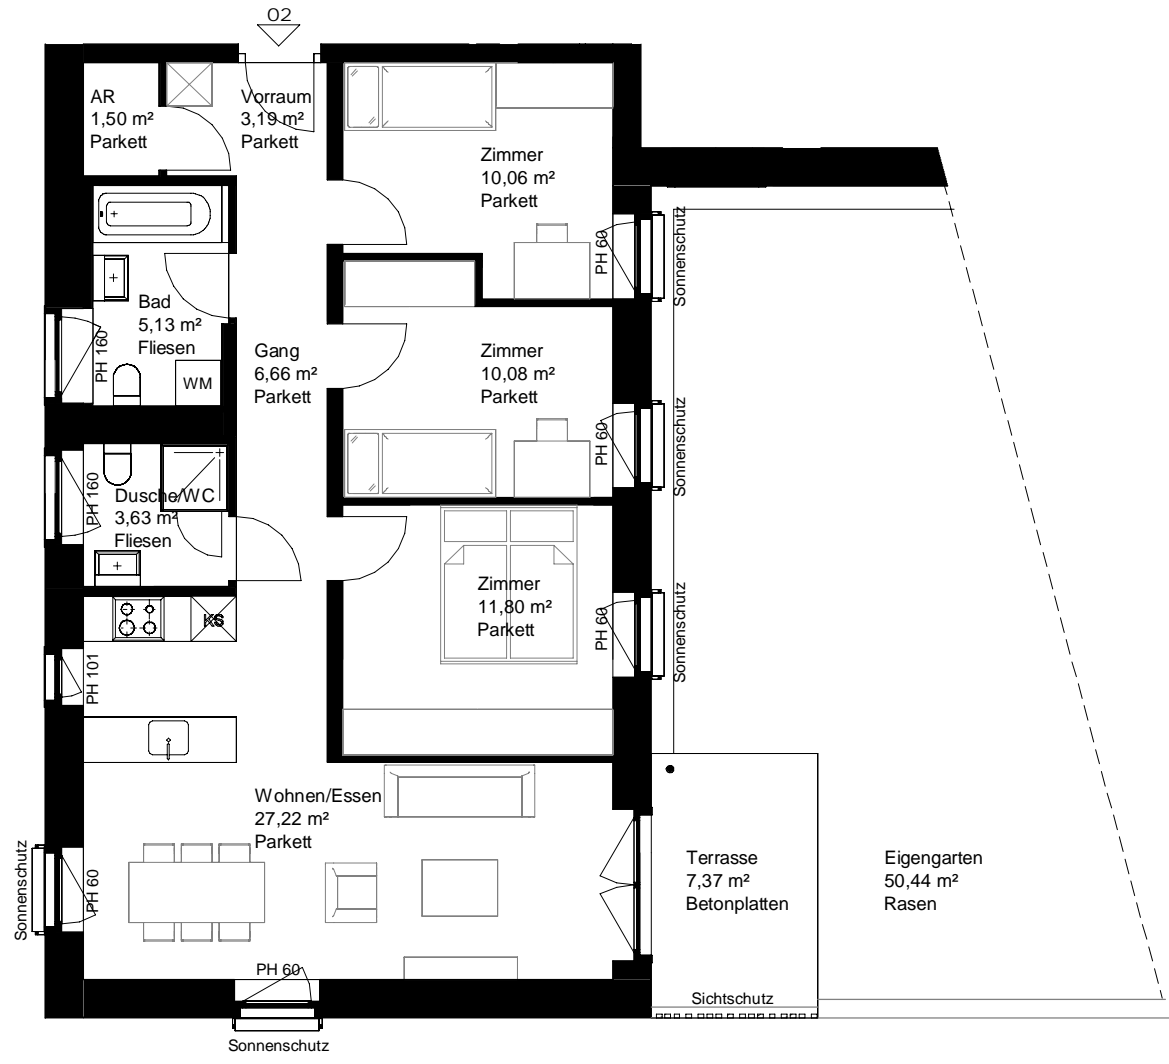 02
AR
1,50 m²
Parkett
Vorraum
3,19 m²
Parkett
Zimmer
10,06 m²
Parkett
PH 60
Sonnenschutz
Bad
5,13 m²
Fliesen
PH 160
WM
Gang
6,66 m²
Parkett
Zimmer
10,08 m²
Parkett
PH 60
Sonnenschutz
Dusche/WC
3,63 m²
Fliesen
PH 160
Zimmer
11,80 m²
Parkett
PH 60
Sonnenschutz
KS
PH 101
Wohnen/Essen
27,22 m²
Parkett
Sonnenschutz
PH 60
PH 60
Sonnenschutz
Terrasse
7,37 m²
Betonplatten
Eigengarten
50,44 m²
Rasen
Sichtschutz